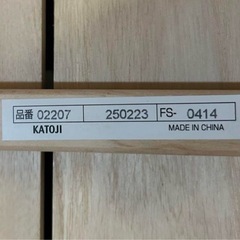 品番 02207 250223 FS- 0414
KATOJI MADE IN CHINA